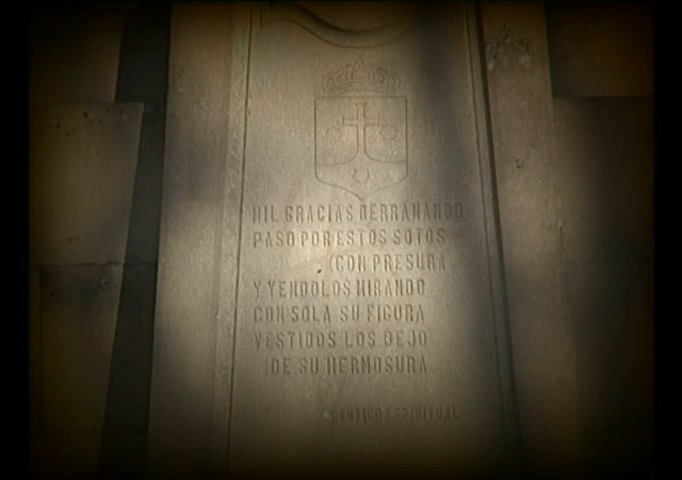 MIL GRACIAS DERRAMANDO
PASO POR ESTOS SOTOS
(CON PRESURA
Y YENDOLOS MIRANDO
CON SOLA SU FIGURA
VESTIDOS LOS DEJO
(DE SU HERMOSURA
CANTICO ESPIRITUAL